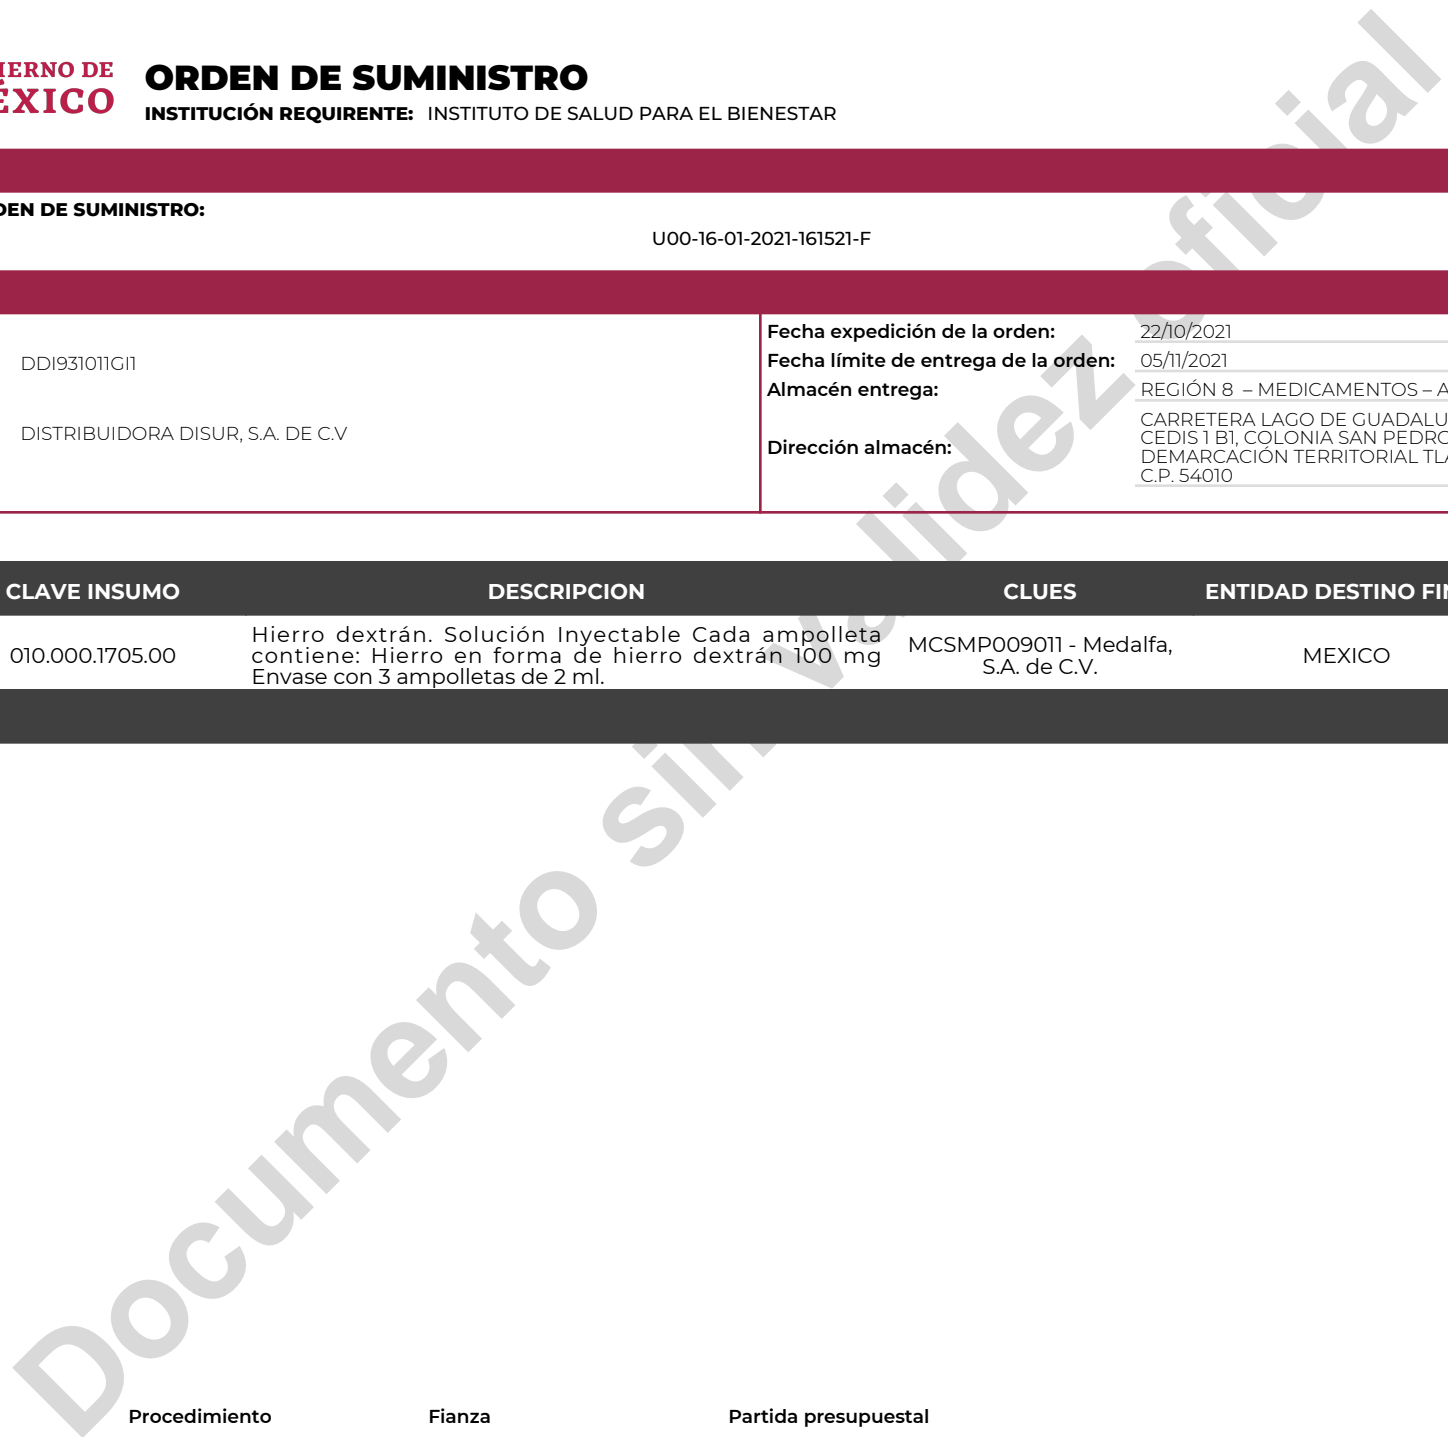 IERNO DE
ÉXICO
ORDEN DE SUMINISTRO
INSTITUCIÓN REQUIRENTE: INSTITUTO DE SALUD PARA EL BIENESTAR
DEN DE SUMINISTRO:
U00-16-01-2021-161521-F
DDI931011GI1
DISTRIBUIDORA DISUR, S.A. DE C.V
Fecha expedición de la orden: 22/10/2021
Fecha límite de entrega de la orden: 05/11/2021
Almacén entrega: REGIÓN 8 – MEDICAMENTOS – A
Dirección almacén:
CARRETERA LAGO DE GUADALU
CEDIS 1 B1, COLONIA SAN PEDRO
DEMARCACIÓN TERRITORIAL TLA
C.P. 54010
CLAVE INSUMO DESCRIPCION CLUES ENTIDAD DESTINO FIN
010.000.1705.00
Hierro dextrán. Solución Inyectable Cada ampolleta
contiene: Hierro en forma de hierro dextrán 100 mg
Envase con 3 ampolletas de 2 ml.
MCSMP009011 - Medalfa,
S.A. de C.V.
MEXICO
Documento sin validez oficial
Procedimiento Fianza Partida presupuestal